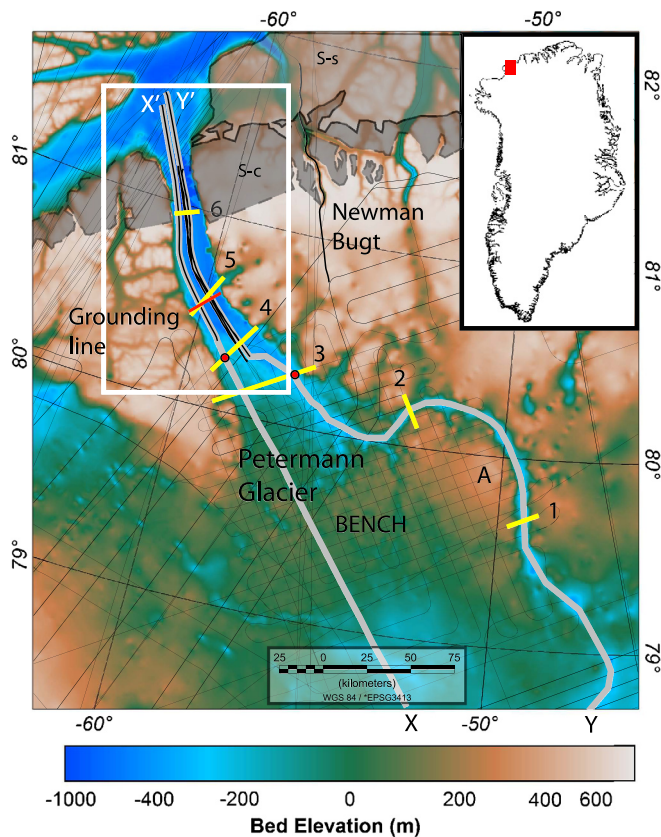 -60°
-50°
82°
S-s
X'
Y'
81°
S-c
6
Newman
Bugt
5
81°
4
Grounding
line
3
80°
2
Petermann
Glacier
A
80°
1
BENCH
79°
25 0 25 50 75
(kilometers)
WGS 84 / *EPSG3413
79°
-60°
X
-50°
Y
-1000 -400 -200 0 200 400 600
Bed Elevation (m)